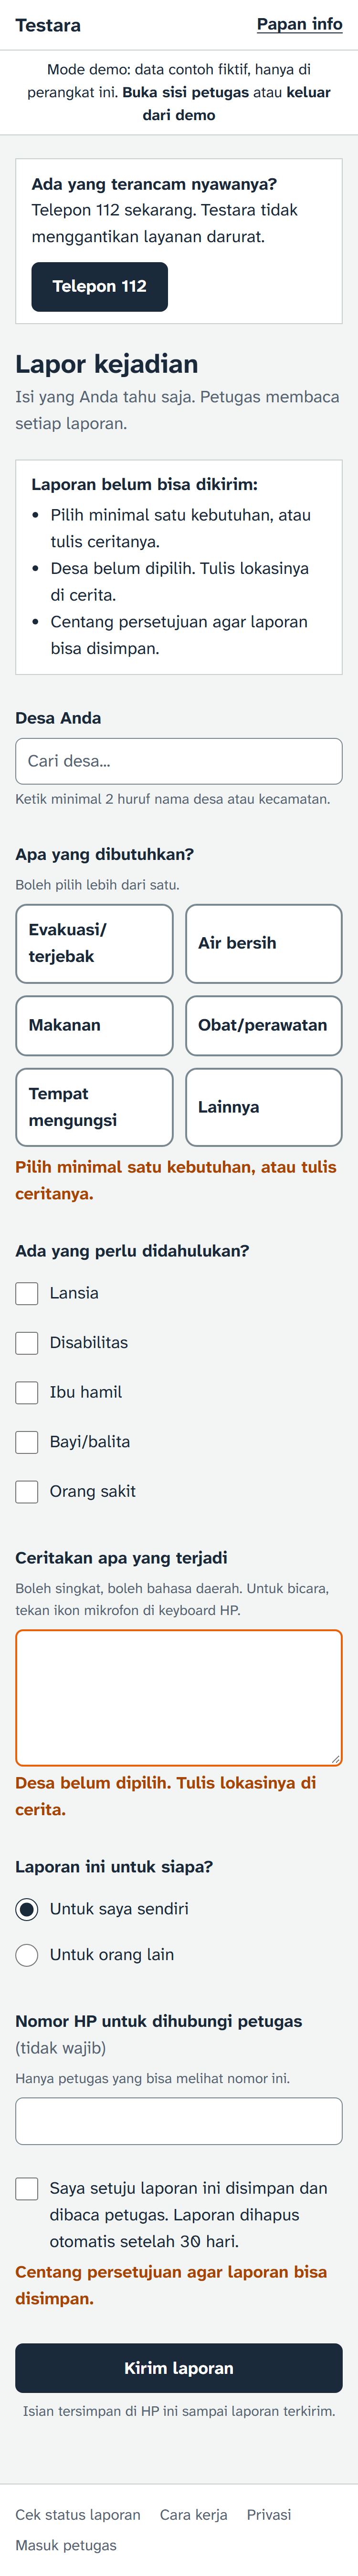 Testara
Papan info
Mode demo: data contoh fiktif, hanya di
perangkat ini. Buka sisi petugas atau keluar
dari demo
Ada yang terancam nyawanya?
Telepon 112 sekarang. Testara tidak
menggantikan layanan darurat.
Telepon 112
Lapor kejadian
Isi yang Anda tahu saja. Petugas membaca
setiap laporan.
Laporan belum bisa dikirim:
• Pilih minimal satu kebutuhan, atau
tulis ceritanya.
• Desa belum dipilih. Tulis lokasinya
di cerita.
• Centang persetujuan agar laporan
bisa disimpan.
Desa Anda
Cari desa...
Ketik minimal 2 huruf nama desa atau kecamatan.
Apa yang dibutuhkan?
Boleh pilih lebih dari satu.
Evakuasi/
terjebak
Air bersih
Makanan
Obat/perawatan
Tempat
mengungsi
Lainnya
Pilih minimal satu kebutuhan, atau tulis
ceritanya.
Ada yang perlu didahulukan?
Lansia
Disabilitas
Ibu hamil
Bayi/balita
Orang sakit
Ceritakan apa yang terjadi
Boleh singkat, boleh bahasa daerah. Untuk bicara,
tekan ikon mikrofon di keyboard HP.
Desa belum dipilih. Tulis lokasinya di
cerita.
Laporan ini untuk siapa?
Untuk saya sendiri
Untuk orang lain
Nomor HP untuk dihubungi petugas
(tidak wajib)
Hanya petugas yang bisa melihat nomor ini.
Saya setuju laporan ini disimpan dan
dibaca petugas. Laporan dihapus
otomatis setelah 30 hari.
Centang persetujuan agar laporan bisa
disimpan.
Kirim laporan
Isian tersimpan di HP ini sampai laporan terkirim.
Cek status laporan
Cara kerja
Privasi
Masuk petugas